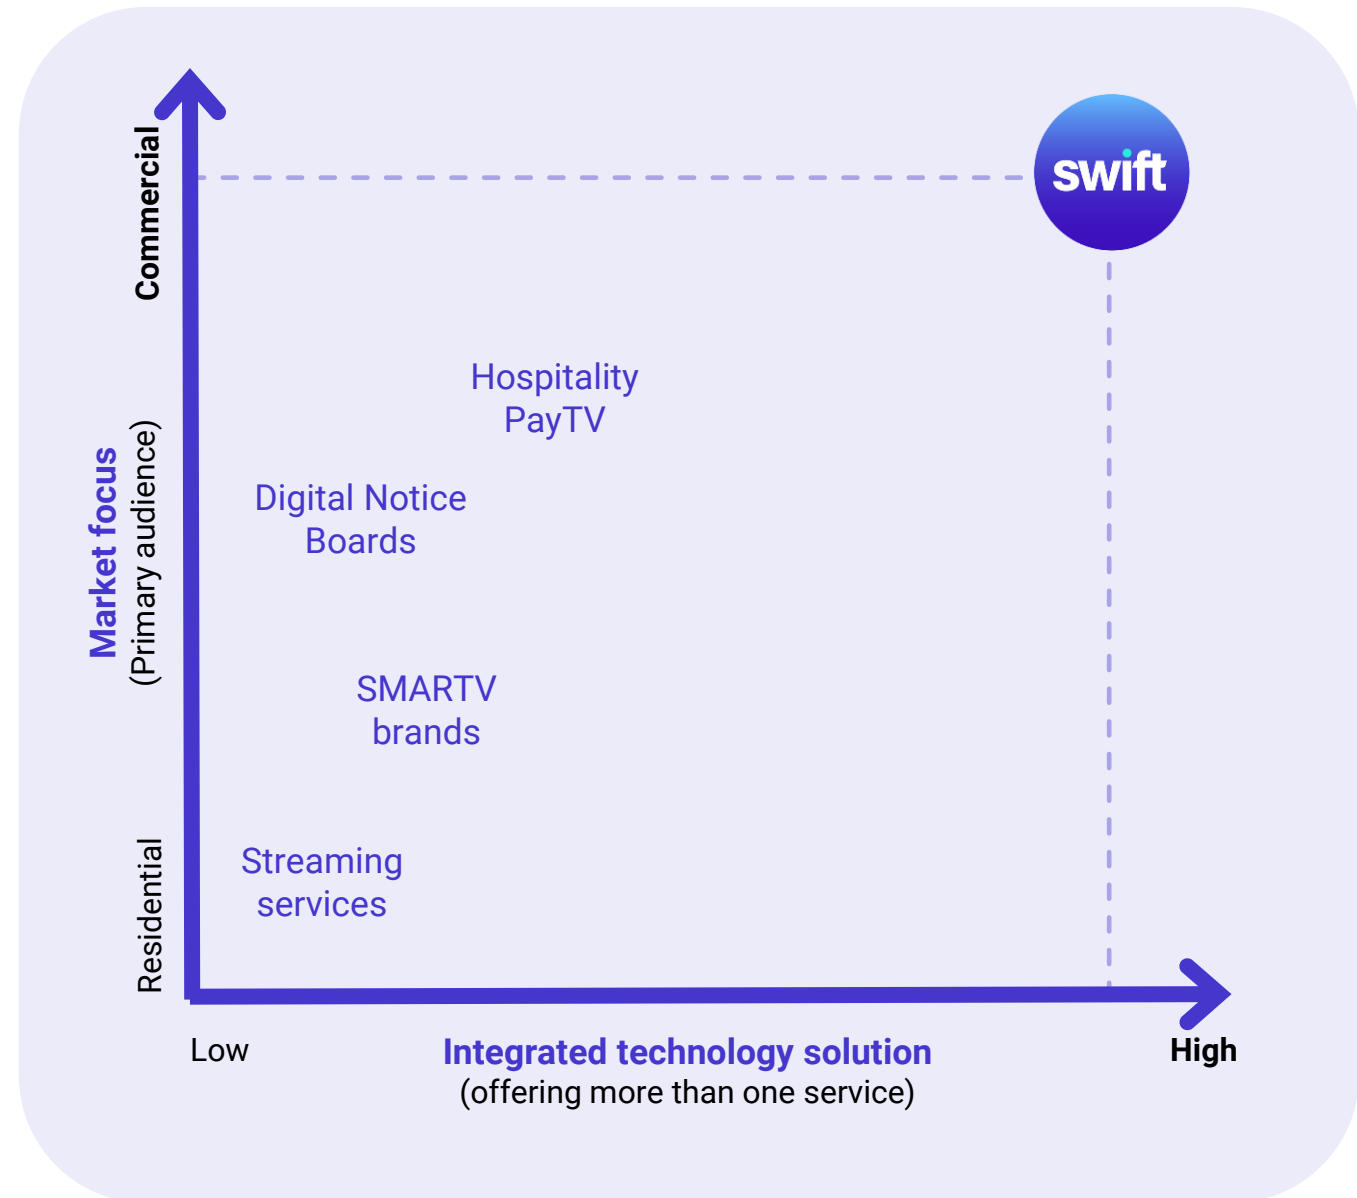 Commercial
swift
Hospitality
PayTV
Digital Notice
Boards
Market focus
(Primary audience)
SMARTV
brands
Residential
Streaming
services
Low
Integrated technology solution
(offering more than one service)
High